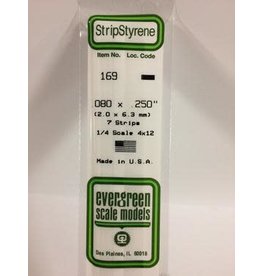 StripStyrene
Item No. Loc. Code
169
.080 x .250"
(2.0 x 6.3 mm)
7 Strips
1/4 Scale 4x12
Made in U.S.A.
evergreen
scale models
Des Plaines, IL 60018